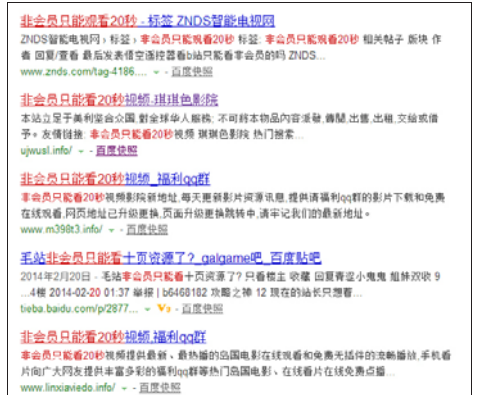 非会员只能观看20秒 - 标签 ZNDS智能电视网
ZNDS智能电视网 › 标签 › 非会员只能观看20秒 标签: 非会员只能观看20秒 相关帖子 版块 作
者 回复/查看 最后发表悟空遥控器看b站只能看非会员的吗 ZNDS...
www.znds.com/tag-4186.... - 百度快照
非会员只能看20秒视频-琪琪色影院
本站立足于美利坚合众国,對全球华人服務; 不可將本物品內容派發,傳閱,出售,出租,交給或借
予。友情鏈接: 非会员只能看20秒视频 琪琪色影院 热门搜索...
ujwusl.info/ - 百度快照
非会员只能看20秒视频_福利qq群
非会员只能看20秒视频影院新地址,每天更新影片资源讯息,提供请福利qq群的影片下载和免费
在线观看,网页地址已升级更换,页面升级更换跳转中,请牢记我们的最新地址。
www.m398t3.info/ - 百度快照
毛站非会员只能看十页资源了?_galgame吧_百度贴吧
2014年2月20日 - 毛站非会员只能看十页资源了? 只看楼主 收藏 回复青涩小鬼鬼 姐妹双收 9
...4楼 2014-02-20 01:37 举报 | b6468182 攻略之神 12 现在的站长只想着...
tieba.baidu.com/p/2877... - 百度快照
非会员只能看20秒视频,福利qq群
非会员只能看20秒视频提供最新、最热播的岛国电影在线观看和免费无插件的流畅播放,手机看
片向广大网友提供丰富多彩的福利qq群等热门岛国电影、在线看片在线免费点播...
www.linxiaviedo.info/ - 百度快照